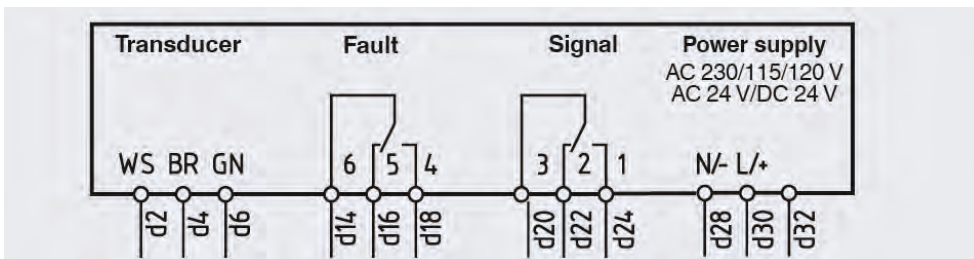 Transducer Fault Signal Power supply
AC 230/115/120 V
AC 24 V/DC 24 V
WS BR GN 6 5 4 3 2 1 N/- L/+
d2 d4 d6 d14 d16 d18 d20 d22 d24 d28 d30 d32